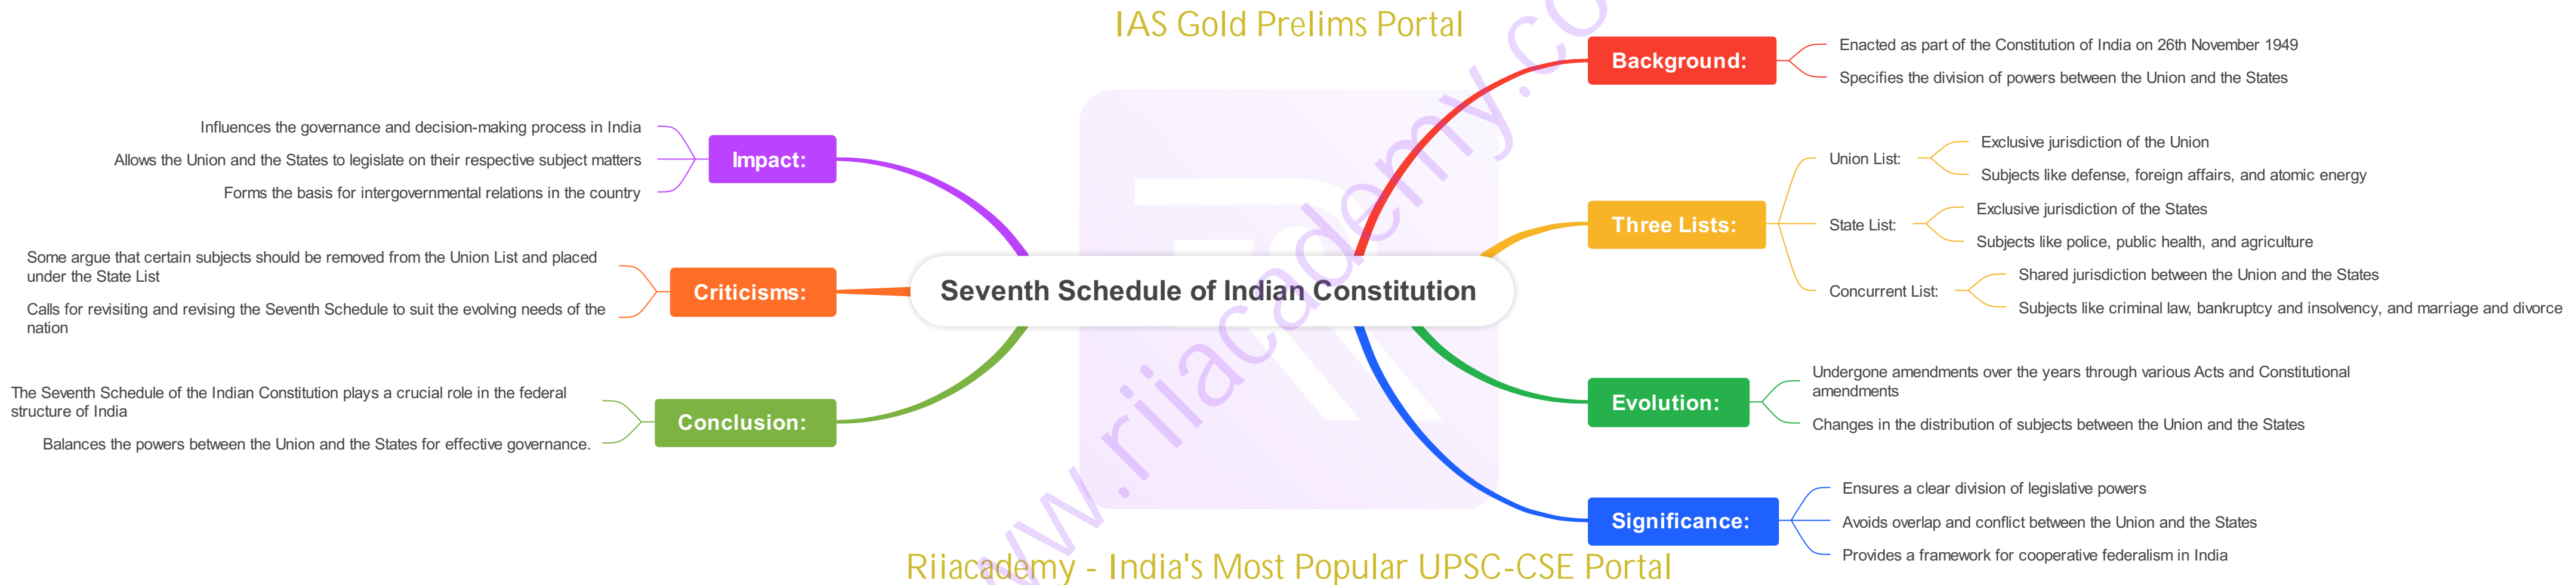 IAS Gold Prelims Portal
Seventh Schedule of Indian Constitution
Background:
Enacted as part of the Constitution of India on 26th November 1949
Specifies the division of powers between the Union and the States
Three Lists:
Union List:
Exclusive jurisdiction of the Union
Subjects like defense, foreign affairs, and atomic energy
State List:
Exclusive jurisdiction of the States
Subjects like police, public health, and agriculture
Concurrent List:
Shared jurisdiction between the Union and the States
Subjects like criminal law, bankruptcy and insolvency, and marriage and divorce
Evolution:
Undergone amendments over the years through various Acts and Constitutional
amendments
Changes in the distribution of subjects between the Union and the States
Significance:
Ensures a clear division of legislative powers
Avoids overlap and conflict between the Union and the States
Provides a framework for cooperative federalism in India
Impact:
Influences the governance and decision-making process in India
Allows the Union and the States to legislate on their respective subject matters
Forms the basis for intergovernmental relations in the country
Criticisms:
Some argue that certain subjects should be removed from the Union List and placed
under the State List
Calls for revisiting and revising the Seventh Schedule to suit the evolving needs of the
nation
Conclusion:
The Seventh Schedule of the Indian Constitution plays a crucial role in the federal
structure of India
Balances the powers between the Union and the States for effective governance.
www.riiacademy.co
Riiacademy - India's Most Popular UPSC-CSE Portal